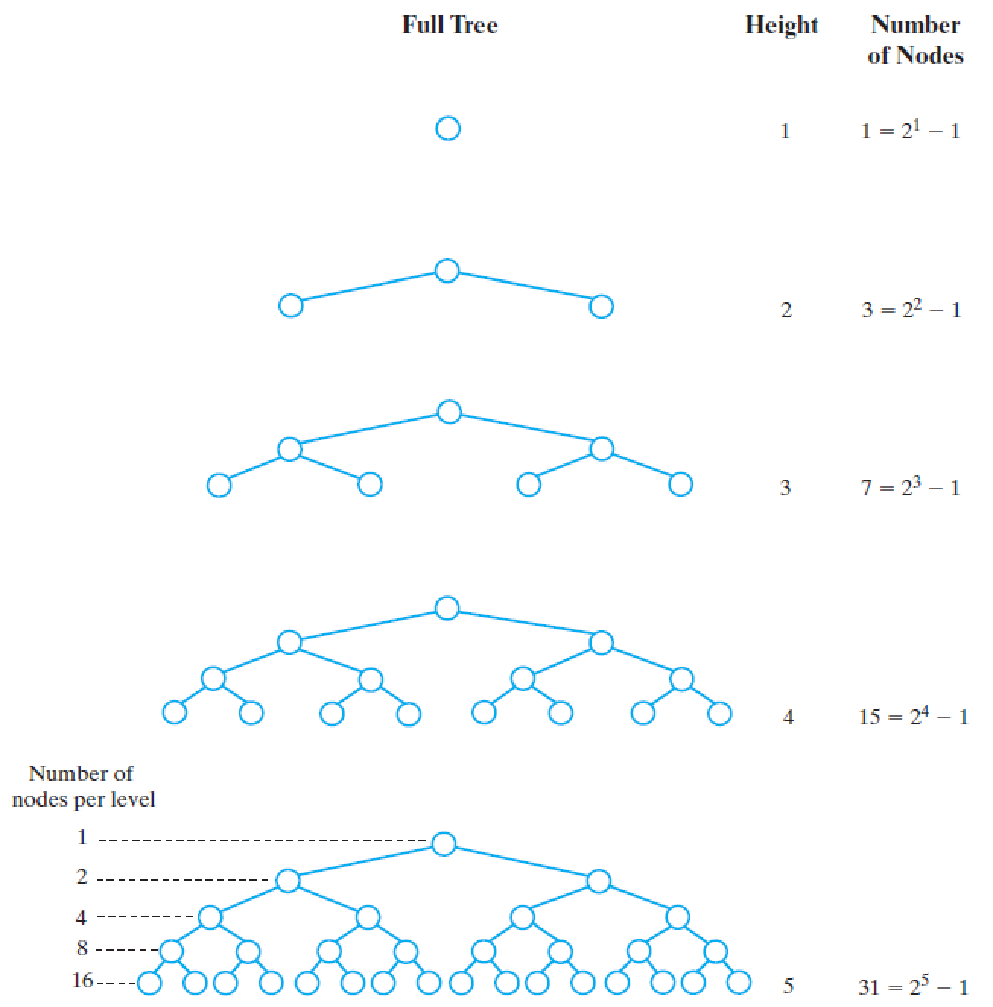 Full Tree Height Number of Nodes
1 1 = 2¹ − 1
2 3 = 2² − 1
3 7 = 2³ − 1
4 15 = 2⁴ − 1
Number of
nodes per level
1
2
4
8
16
5 31 = 2⁵ − 1